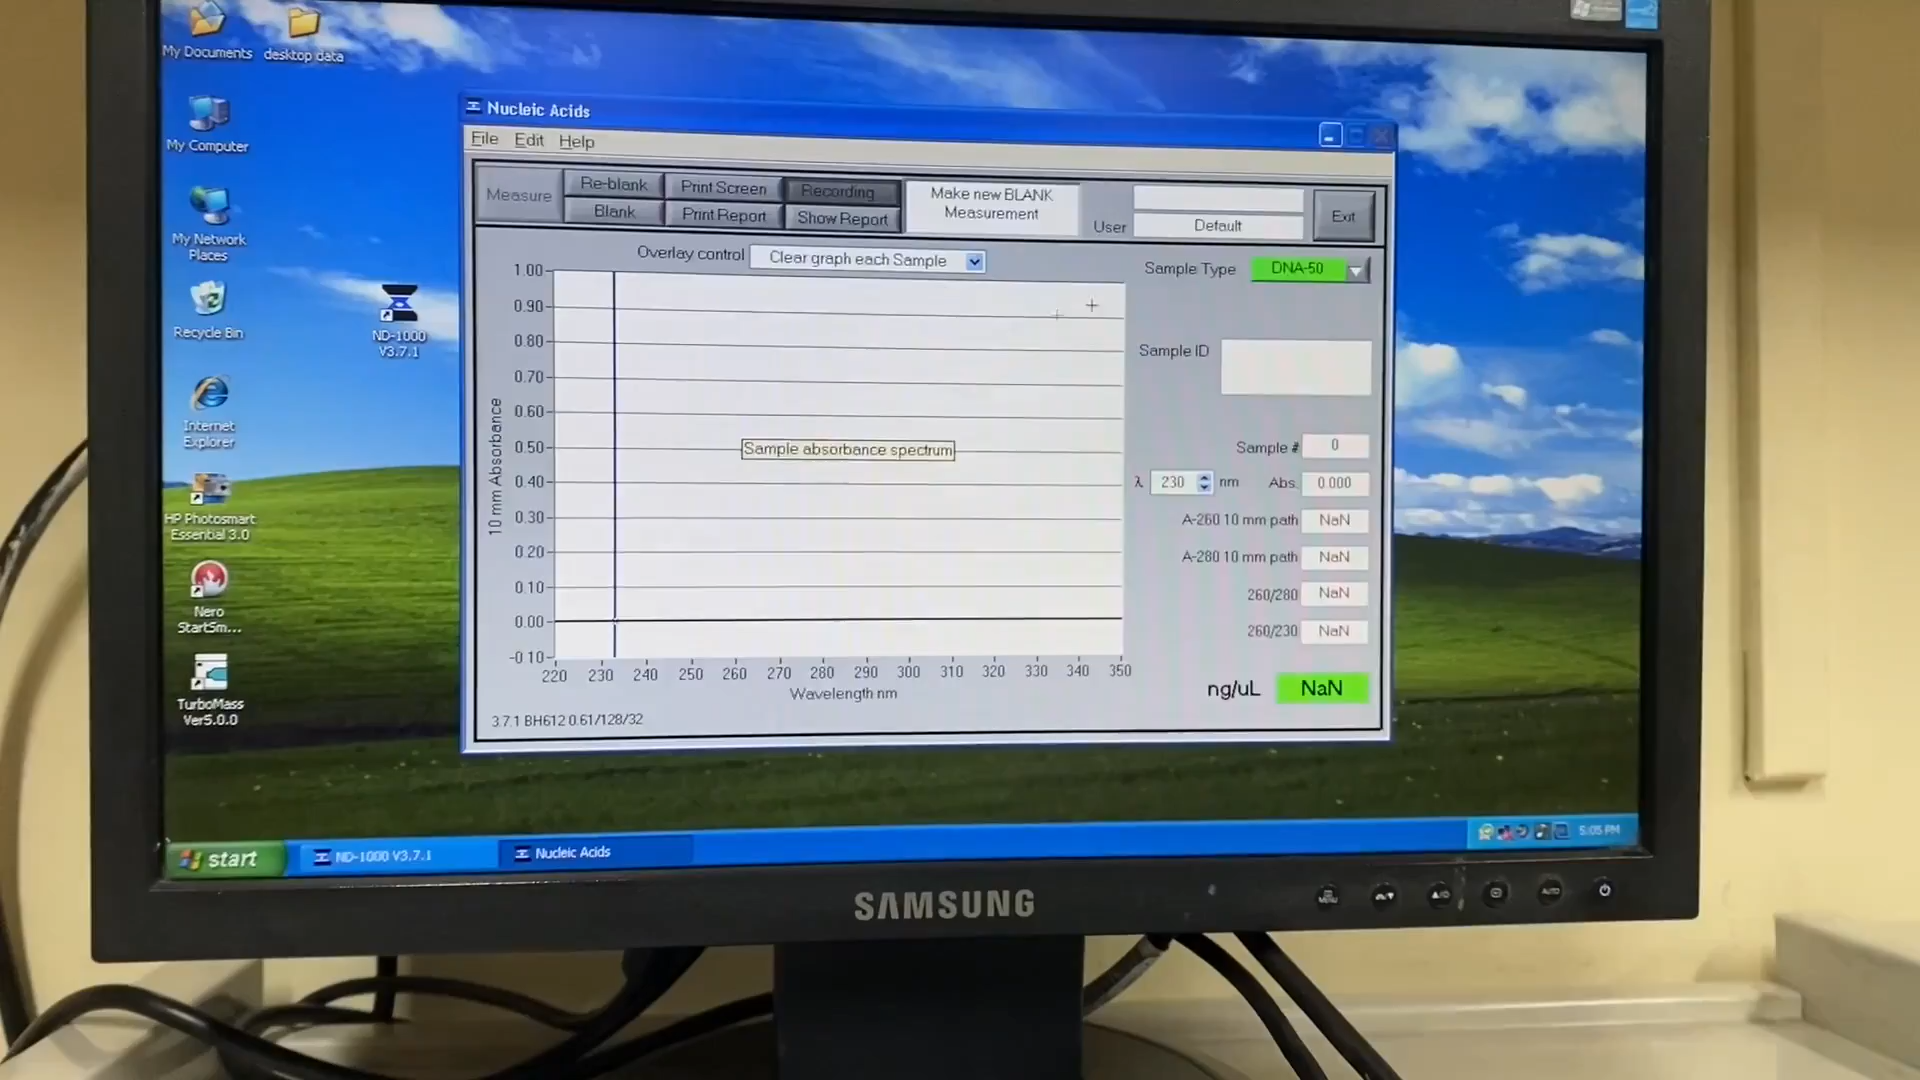 My Documents
desktop data
My Computer
My Network
Places
Recycle Bin
ND-1000
V3.7.1
Internet
Explorer
HP Photosmart
Essential 3.0
Nero
StartSm...
TurboMass
Ver5.0.0
Nucleic Acids
File Edit Help
Measure
Re-blank
Blank
Print Screen
Print Report
Recording
Show Report
Make new BLANK
Measurement
User
Default
Exit
Overlay control
Clear graph each Sample
Sample Type
DNA-50
Sample ID
Sample #
0
λ 230 nm
Abs. 0.000
A-260 10 mm path NaN
A-280 10 mm path NaN
260/280 NaN
260/230 NaN
ng/uL NaN
10 mm Absorbance
1.00
0.90
0.80
0.70
0.60
0.50
0.40
0.30
0.20
0.10
0.00
-0.10
Sample absorbance spectrum
220 230 240 250 260 270 280 290 300 310 320 330 340 350
Wavelength nm
3.7.1 BH612 0.61/128/32
start
ND-1000 V3.7.1
Nucleic Acids
5:05 PM
SAMSUNG
MENU
AUTO